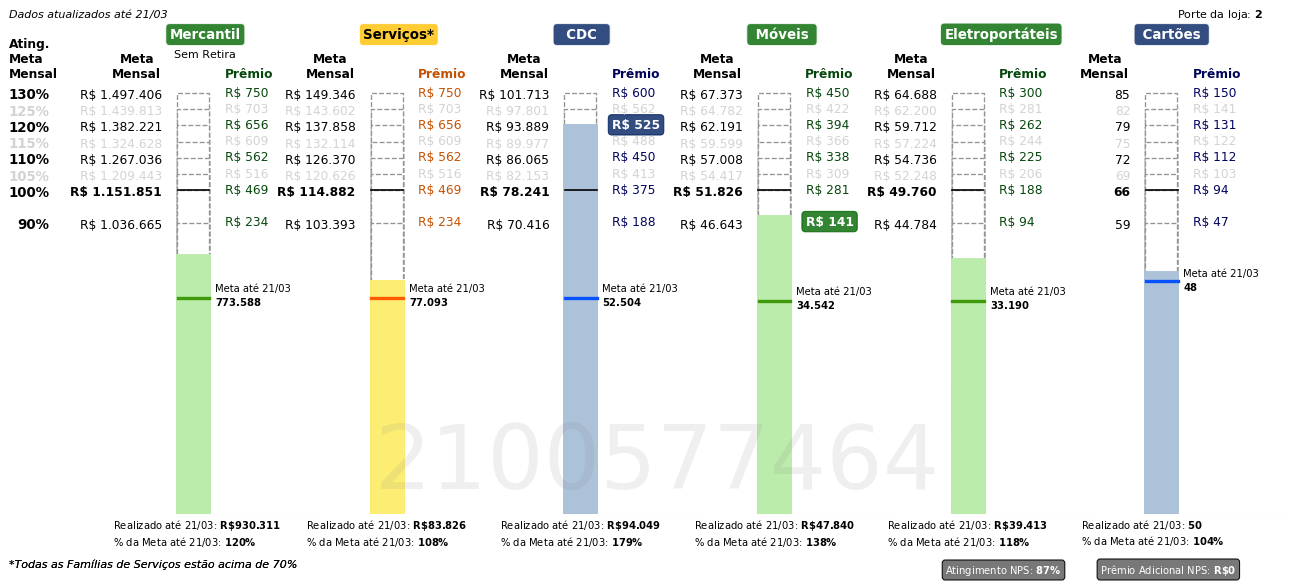 Dados atualizados até 21/03 Porte da loja: 2
Mercantil Serviços* CDC Móveis Eletroportáteis Cartões
Sem Retira
Ating. Meta Mensal Meta Mensal Prêmio Meta Mensal Prêmio Meta Mensal Prêmio Meta Mensal Prêmio Meta Mensal Prêmio Meta Mensal Prêmio
130% R$ 1.497.406 R$ 750 R$ 149.346 R$ 750 R$ 101.713 R$ 600 R$ 67.373 R$ 450 R$ 64.688 R$ 300 85 R$ 150
125% R$ 1.439.813 R$ 703 R$ 143.602 R$ 703 R$ 97.801 R$ 562 R$ 64.782 R$ 422 R$ 62.200 R$ 281 82 R$ 141
120% R$ 1.382.221 R$ 656 R$ 137.858 R$ 656 R$ 93.889 R$ 525 R$ 62.191 R$ 394 R$ 59.712 R$ 262 79 R$ 131
115% R$ 1.324.628 R$ 609 R$ 132.114 R$ 609 R$ 89.977 R$ 488 R$ 59.599 R$ 366 R$ 57.224 R$ 244 75 R$ 122
110% R$ 1.267.036 R$ 562 R$ 126.370 R$ 562 R$ 86.065 R$ 450 R$ 57.008 R$ 338 R$ 54.736 R$ 225 72 R$ 112
105% R$ 1.209.443 R$ 516 R$ 120.626 R$ 516 R$ 82.153 R$ 413 R$ 54.417 R$ 309 R$ 52.248 R$ 206 69 R$ 103
100% R$ 1.151.851 R$ 469 R$ 114.882 R$ 469 R$ 78.241 R$ 375 R$ 51.826 R$ 281 R$ 49.760 R$ 188 66 R$ 94
90% R$ 1.036.665 R$ 234 R$ 103.393 R$ 234 R$ 70.416 R$ 188 R$ 46.643 R$ 141 R$ 44.784 R$ 94 59 R$ 47
Meta até 21/03 Meta até 21/03 Meta até 21/03 Meta até 21/03 Meta até 21/03 Meta até 21/03
773.588 77.093 52.504 34.542 33.190 48
2100577464
Realizado até 21/03: R$930.311 Realizado até 21/03: R$83.826 Realizado até 21/03: R$94.049 Realizado até 21/03: R$47.840 Realizado até 21/03: R$39.413 Realizado até 21/03: 50
% da Meta até 21/03: 120% % da Meta até 21/03: 108% % da Meta até 21/03: 179% % da Meta até 21/03: 138% % da Meta até 21/03: 118% % da Meta até 21/03: 104%
*Todas as Famílias de Serviços estão acima de 70% Atingimento NPS: 87% Prêmio Adicional NPS: R$0